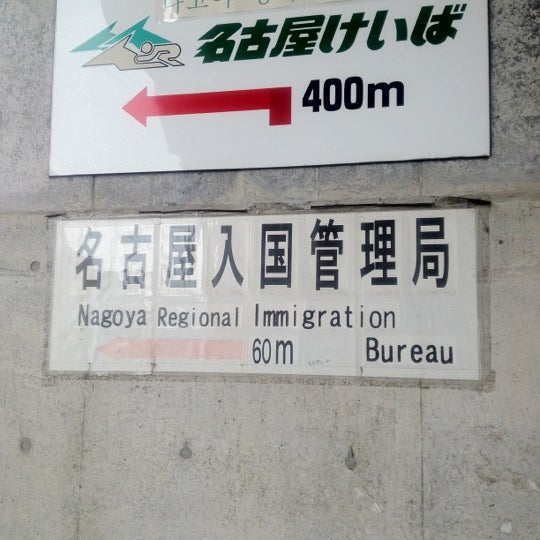 名古屋けいば
400m
名古屋入国管理局
Nagoya Regional Immigration
60m Bureau